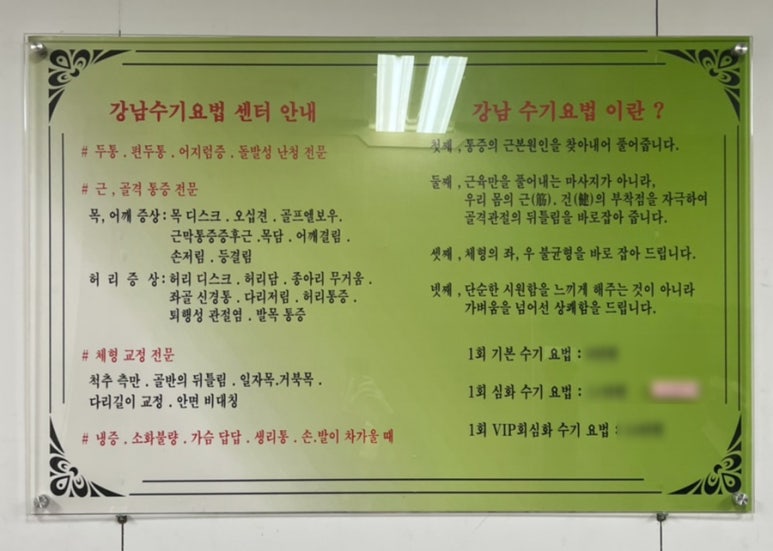 강남수기요법 센터 안내
# 두통 . 편두통 . 어지럼증 . 돌발성 난청 전문
# 근 , 골격 통증 전문
목, 어깨 증상 : 목 디스크 . 오십견 . 골프엘보우.
근막통증증후근 .목담 . 어깨결림 .
손저림 . 등결림
허 리 증 상 : 허리 디스크 . 허리담 . 종아리 무거움 .
좌골 신경통 . 다리저림 . 허리통증 .
퇴행성 관절염 . 발목 통증
# 체형 교정 전문
척추 측만 . 골반의 뒤틀림 . 일자목.거북목 .
다리길이 교정 . 안면 비대칭
# 냉증 . 소화불량 . 가슴 답답 . 생리통 . 손.발이 차가울 때
강남 수기요법 이란 ?
첫째 , 통증의 근본원인을 찾아내어 풀어줍니다.
둘째 , 근육만을 풀어내는 마사지가 아니라,
우리 몸의 근(筋). 건(健)의 부착점을 자극하여
골격관절의 뒤틀림을 바로잡아 줍니다.
셋째 , 체형의 좌, 우 불균형을 바로 잡아 드립니다.
넷째 , 단순한 시원함을 느끼게 해주는 것이 아니라
가벼움을 넘어선 상쾌함을 드립니다.
1회 기본 수기 요법 :
1회 심화 수기 요법 :
1회 VIP회심화 수기 요법 :